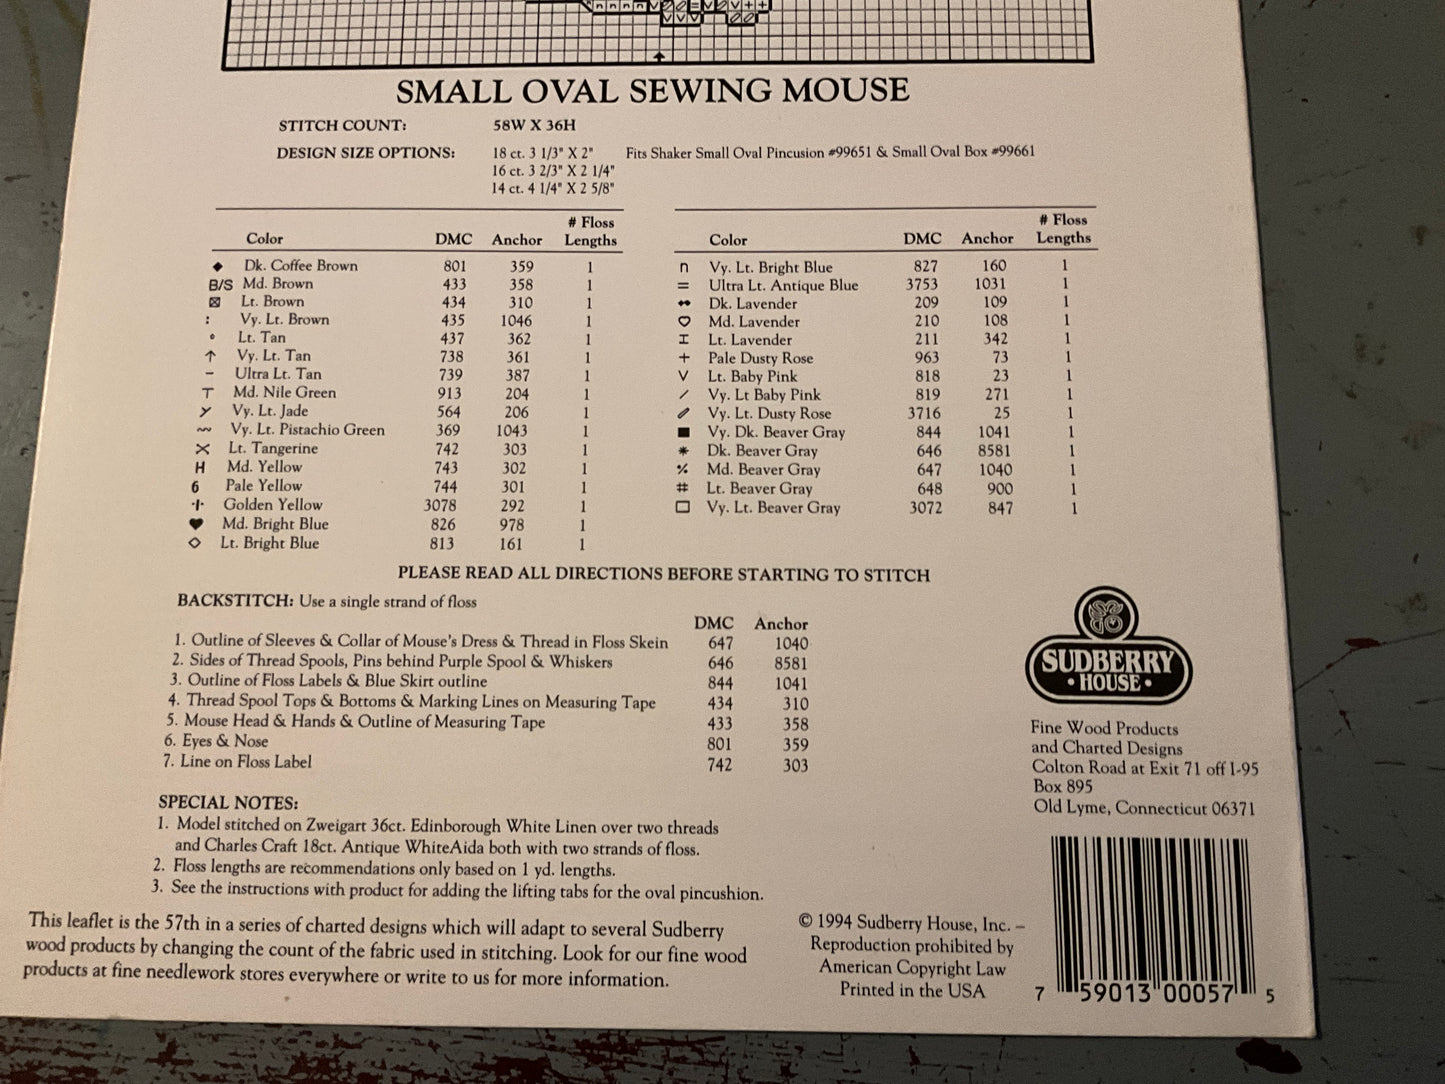 SMALL OVAL SEWING MOUSE
STITCH COUNT: 58W X 36H
DESIGN SIZE OPTIONS: 18 ct. 3 1/3" X 2" Fits Shaker Small Oval Pincusion #99651 & Small Oval Box #99661
16 ct. 3 2/3" X 2 1/4"
14 ct. 4 1/4" X 2 5/8"
Color DMC Anchor # Floss Lengths
◆ Dk. Coffee Brown 801 359 1
B/S Md. Brown 433 358 1
⊠ Lt. Brown 434 310 1
: Vy. Lt. Brown 435 1046 1
∘ Lt. Tan 437 362 1
↑ Vy. Lt. Tan 738 361 1
– Ultra Lt. Tan 739 387 1
T Md. Nile Green 913 204 1
Y Vy. Lt. Jade 564 206 1
〰 Vy. Lt. Pistachio Green 369 1043 1
X Lt. Tangerine 742 303 1
H Md. Yellow 743 302 1
6 Pale Yellow 744 301 1
·I· Golden Yellow 3078 292 1
♥ Md. Bright Blue 826 978 1
◇ Lt. Bright Blue 813 161 1
Color DMC Anchor # Floss Lengths
n Vy. Lt. Bright Blue 827 160 1
= Ultra Lt. Antique Blue 3753 1031 1
↔ Dk. Lavender 209 109 1
♡ Md. Lavender 210 108 1
I Lt. Lavender 211 342 1
+ Pale Dusty Rose 963 73 1
V Lt. Baby Pink 818 23 1
/ Vy. Lt Baby Pink 819 271 1
⫽ Vy. Lt. Dusty Rose 3716 25 1
■ Vy. Dk. Beaver Gray 844 1041 1
* Dk. Beaver Gray 646 8581 1
٪ Md. Beaver Gray 647 1040 1
# Lt. Beaver Gray 648 900 1
□ Vy. Lt. Beaver Gray 3072 847 1
PLEASE READ ALL DIRECTIONS BEFORE STARTING TO STITCH
BACKSTITCH: Use a single strand of floss
DMC Anchor
1. Outline of Sleeves & Collar of Mouse's Dress & Thread in Floss Skein 647 1040
2. Sides of Thread Spools, Pins behind Purple Spool & Whiskers 646 8581
3. Outline of Floss Labels & Blue Skirt outline 844 1041
4. Thread Spool Tops & Bottoms & Marking Lines on Measuring Tape 434 310
5. Mouse Head & Hands & Outline of Measuring Tape 433 358
6. Eyes & Nose 801 359
7. Line on Floss Label 742 303
SPECIAL NOTES:
1. Model stitched on Zweigart 36ct. Edinborough White Linen over two threads
and Charles Craft 18ct. Antique WhiteAida both with two strands of floss.
2. Floss lengths are recommendations only based on 1 yd. lengths.
3. See the instructions with product for adding the lifting tabs for the oval pincushion.
This leaflet is the 57th in a series of charted designs which will adapt to several Sudberry
wood products by changing the count of the fabric used in stitching. Look for our fine wood
products at fine needlework stores everywhere or write to us for more information.
© 1994 Sudberry House, Inc. –
Reproduction prohibited by
American Copyright Law
Printed in the USA
SUDBERRY
• HOUSE •
Fine Wood Products
and Charted Designs
Colton Road at Exit 71 off I-95
Box 895
Old Lyme, Connecticut 06371
7 59013 00057 5